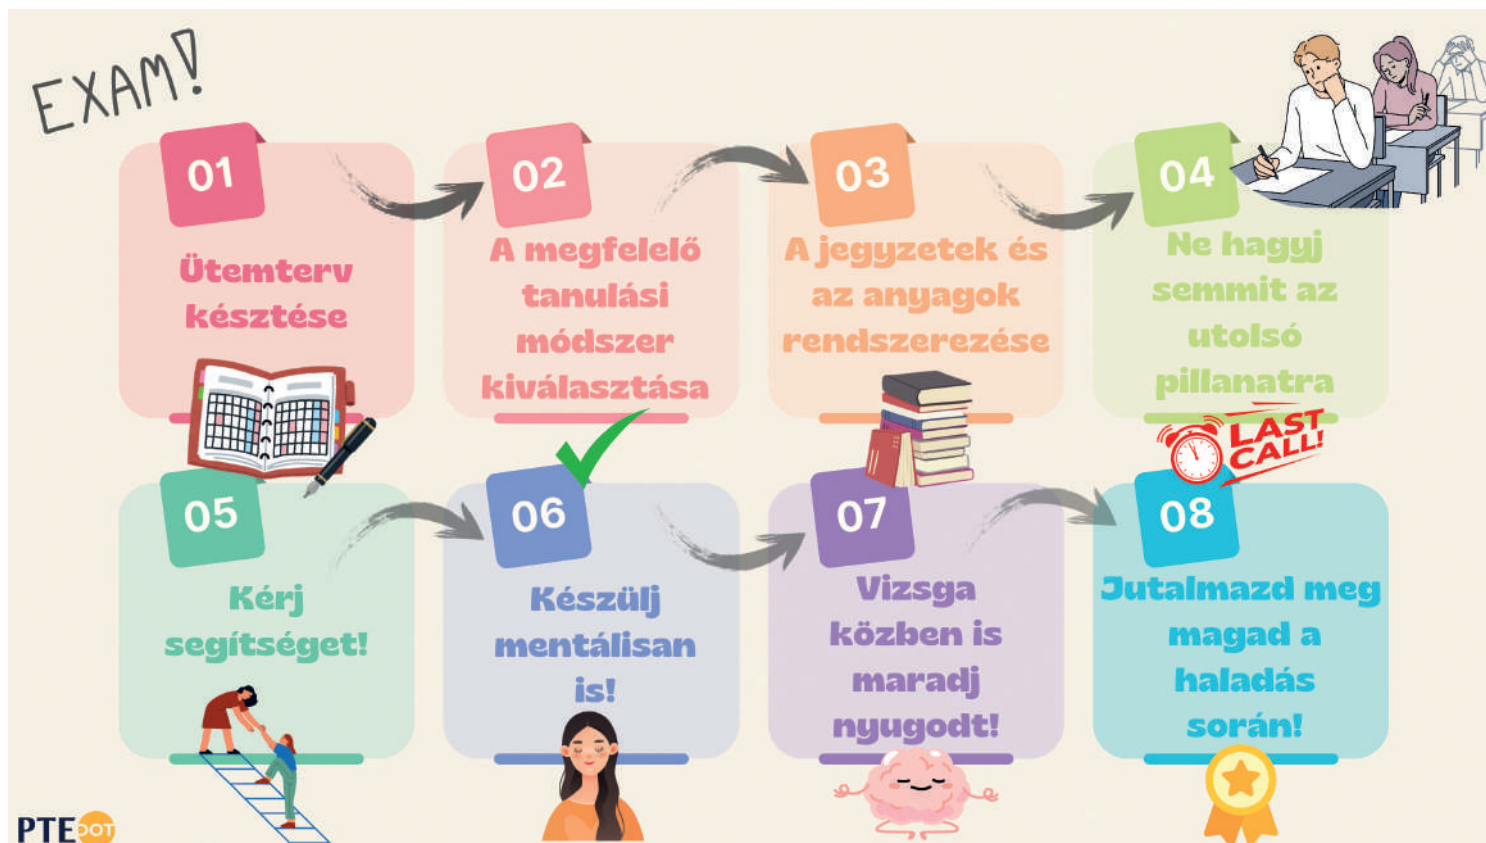 EXAM!
01
Ütemterv
késztése
02
A megfelelő
tanulási
módszer
kiválasztása
03
A jegyzetek és
az anyagok
rendszerezése
04
Ne hagyj
semmit az
utolsó
pillanatra
LAST
CALL!
05
Kérj
segítséget!
06
Készülj
mentálisan
is!
07
Vizsga
közben is
maradj
nyugodt!
08
Jutalmazd meg
magad a
haladás
során!
PTE DOT